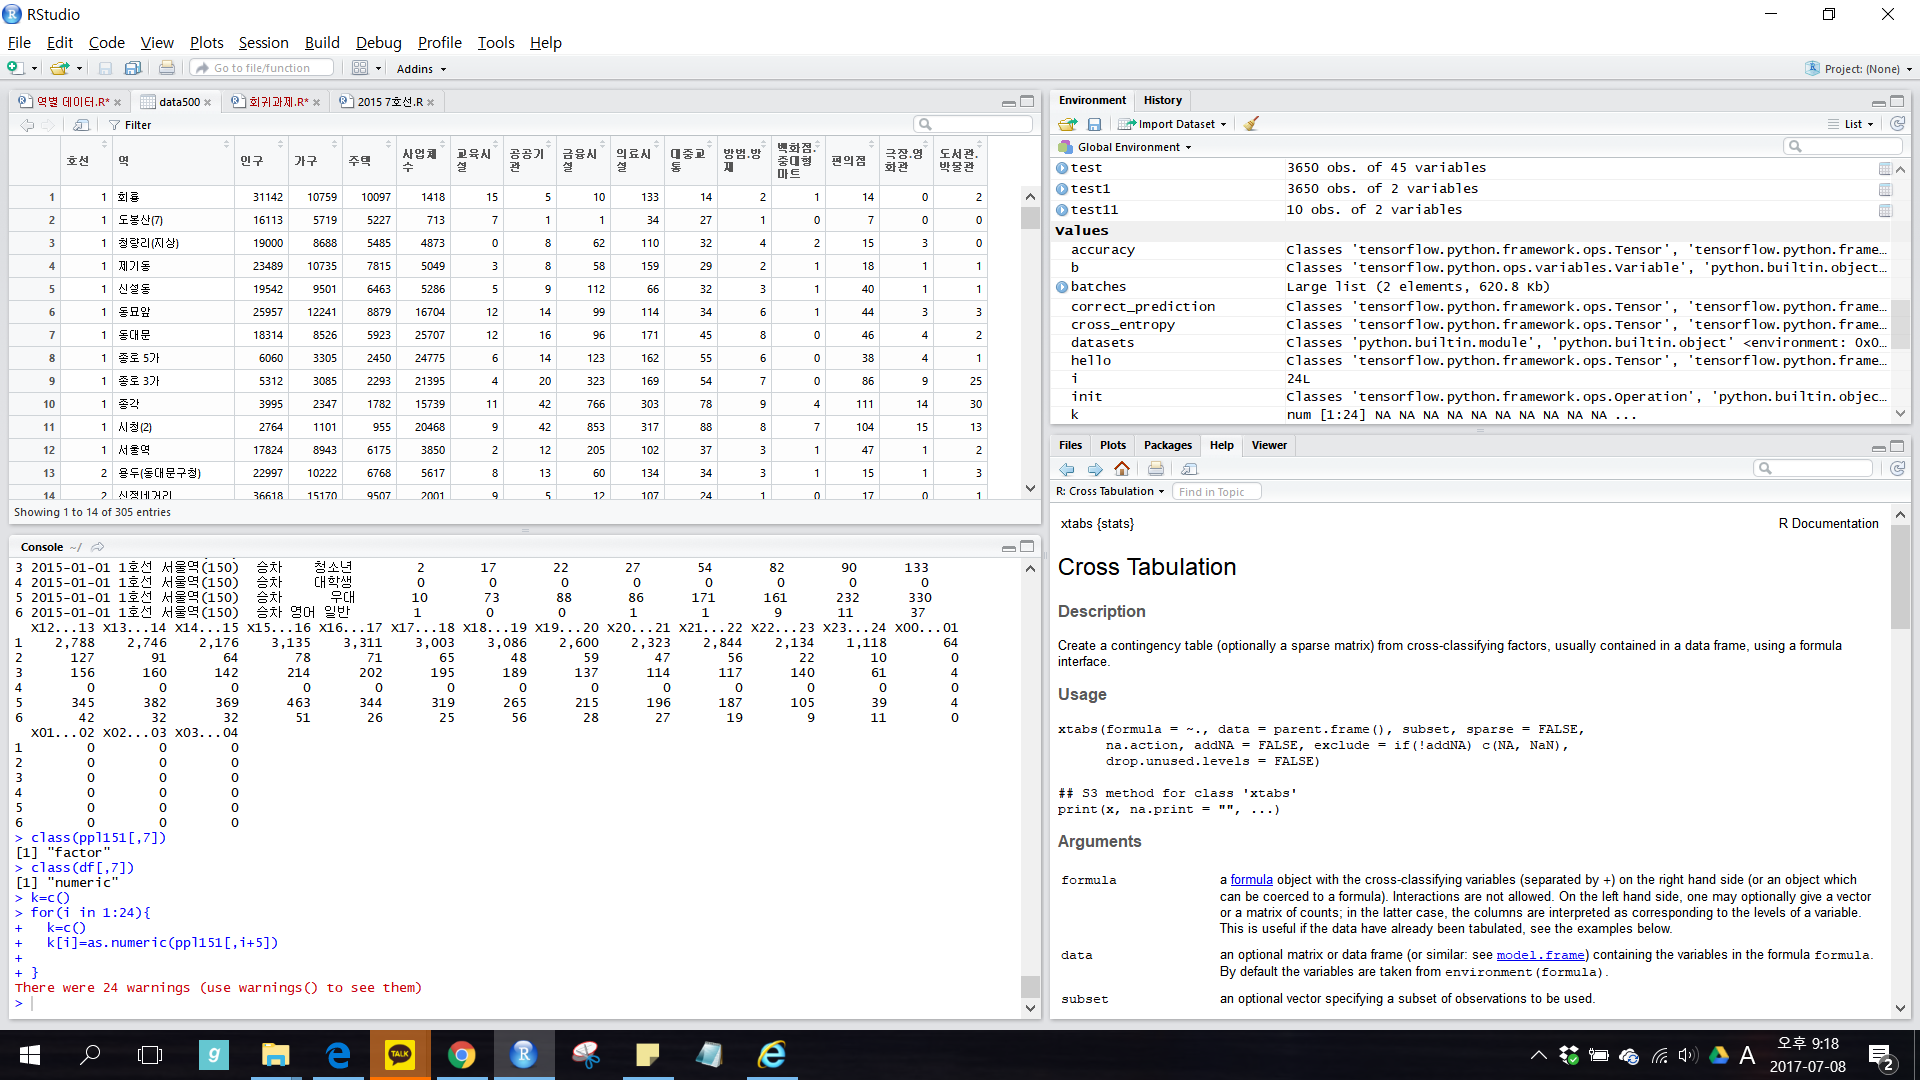 RStudio
File Edit Code View Plots Session Build Debug Profile Tools Help
Go to file/function Addins Project: (None)
역별 데이터.R* data500 회귀과제.R* 2015 7호선.R
Filter
호선 역 인구 가구 주택 사업체수 교육시설 공공기관 금융시설 의료시설 대중교통 방범.방재 백화점.중대형마트 편의점 극장.영화관 도서관.박물관
1 1 회룡 31142 10759 10097 1418 15 5 10 133 14 2 1 14 0 2
2 1 도봉산(7) 16113 5719 5227 713 7 1 1 34 27 1 0 7 0 0
3 1 청량리(지상) 19000 8688 5485 4873 0 8 62 110 32 4 2 15 3 0
4 1 제기동 23489 10735 7815 5049 3 8 58 159 29 2 1 18 1 1
5 1 신설동 19542 9501 6463 5286 5 9 112 66 32 3 1 40 1 1
6 1 동묘앞 25957 12241 8879 16704 12 14 99 114 34 6 1 44 3 3
7 1 동대문 18314 8526 5923 25707 12 16 96 171 45 8 0 46 4 2
8 1 종로 5가 6060 3305 2450 24775 6 14 123 162 55 6 0 38 4 1
9 1 종로 3가 5312 3085 2293 21395 4 20 323 169 54 7 0 86 9 25
10 1 종각 3995 2347 1782 15739 11 42 766 303 78 9 4 111 14 30
11 1 시청(2) 2764 1101 955 20468 9 42 853 317 88 8 7 104 15 13
12 1 서울역 17824 8943 6175 3850 2 12 205 102 37 3 1 47 1 2
13 2 용두(동대문구청) 22997 10222 6768 5617 8 13 60 134 34 3 1 15 1 3
14 2 신정네거리 36618 15170 9507 2001 9 5 12 107 24 1 0 17 0 1
Showing 1 to 14 of 305 entries
Console ~/
3 2015-01-01 1호선 서울역(150) 승차 청소년 2 17 22 27 54 82 90 133
4 2015-01-01 1호선 서울역(150) 승차 대학생 0 0 0 0 0 0 0 0
5 2015-01-01 1호선 서울역(150) 승차 우대 10 73 88 86 171 161 232 330
6 2015-01-01 1호선 서울역(150) 승차 영어 일반 1 0 0 1 1 9 11 37
X12...13 X13...14 X14...15 X15...16 X16...17 X17...18 X18...19 X19...20 X20...21 X21...22 X22...23 X23...24 X00...01
1 2,788 2,746 2,176 3,135 3,311 3,003 3,086 2,600 2,323 2,844 2,134 1,118 64
2 127 91 64 78 71 65 48 59 47 56 22 10 0
3 156 160 142 214 202 195 189 137 114 117 140 61 4
4 0 0 0 0 0 0 0 0 0 0 0 0 0
5 345 382 369 463 344 319 265 215 196 187 105 39 4
6 42 32 32 51 26 25 56 28 27 19 9 11 0
X01...02 X02...03 X03...04
1 0 0 0
2 0 0 0
3 0 0 0
4 0 0 0
5 0 0 0
6 0 0 0
> class(ppl151[,7])
[1] "factor"
> class(df[,7])
[1] "numeric"
> k=c()
> for(i in 1:24){
+ k=c()
+ k[i]=as.numeric(ppl151[,i+5])
+
+ }
There were 24 warnings (use warnings() to see them)
>
Environment History
Import Dataset List
Global Environment
test 3650 obs. of 45 variables
test1 3650 obs. of 2 variables
test11 10 obs. of 2 variables
Values
accuracy Classes 'tensorflow.python.framework.ops.Tensor', 'tensorflow.python.frame…
b Classes 'tensorflow.python.ops.variables.Variable', 'python.builtin.object…
batches Large list (2 elements, 620.8 Kb)
correct_prediction Classes 'tensorflow.python.framework.ops.Tensor', 'tensorflow.python.frame…
cross_entropy Classes 'tensorflow.python.framework.ops.Tensor', 'tensorflow.python.frame…
datasets Classes 'python.builtin.module', 'python.builtin.object' <environment: 0x0…
hello Classes 'tensorflow.python.framework.ops.Tensor', 'tensorflow.python.frame…
i 24L
init Classes 'tensorflow.python.framework.ops.Operation', 'python.builtin.objec…
k num [1:24] NA NA NA NA NA NA NA NA NA NA ...
Files Plots Packages Help Viewer
R: Cross Tabulation Find in Topic
xtabs {stats} R Documentation
Cross Tabulation
Description
Create a contingency table (optionally a sparse matrix) from cross-classifying factors, usually contained in a data frame, using a formula
interface.
Usage
xtabs(formula = ~., data = parent.frame(), subset, sparse = FALSE,
na.action, addNA = FALSE, exclude = if(!addNA) c(NA, NaN),
drop.unused.levels = FALSE)
## S3 method for class 'xtabs'
print(x, na.print = "", ...)
Arguments
formula a formula object with the cross-classifying variables (separated by +) on the right hand side (or an object which
can be coerced to a formula). Interactions are not allowed. On the left hand side, one may optionally give a vector
or a matrix of counts; in the latter case, the columns are interpreted as corresponding to the levels of a variable.
This is useful if the data have already been tabulated, see the examples below.
data an optional matrix or data frame (or similar: see model.frame) containing the variables in the formula formula.
By default the variables are taken from environment(formula).
subset an optional vector specifying a subset of observations to be used.
g TALK R A 오후 9:18
2017-07-08 2